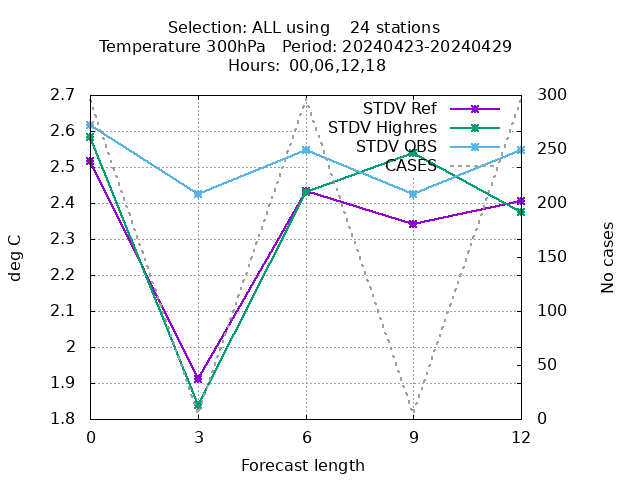 Selection: ALL using    24 stations
Temperature 300hPa   Period: 20240423-20240429
Hours: 00,06,12,18
2.7
2.6
2.5
2.4
2.3
2.2
2.1
2
1.9
1.8
deg C
STDV Ref
STDV Highres
STDV OBS
CASES
300
250
200
150
100
50
0
No cases
0 3 6 9 12
Forecast length